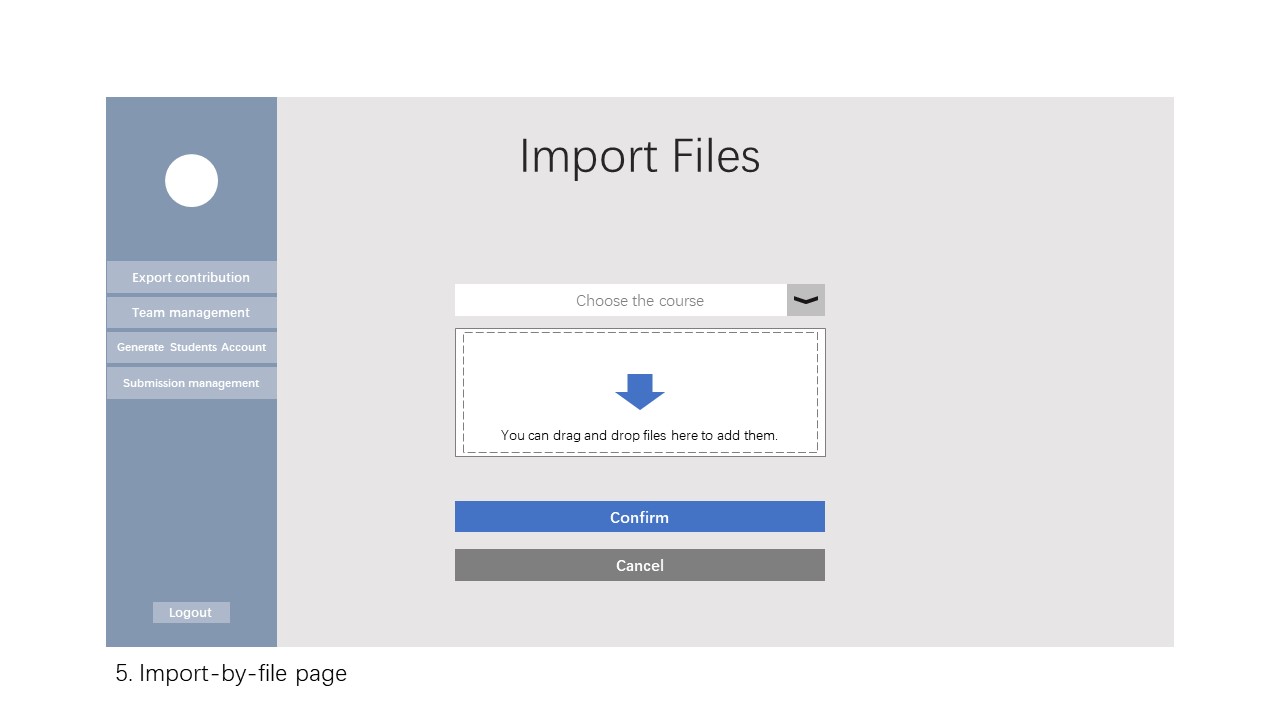 Import Files
Export contribution
Team management
Generate Students Account
Submission management
Choose the course
You can drag and drop files here to add them.
Confirm
Cancel
Logout
5. Import-by-file page